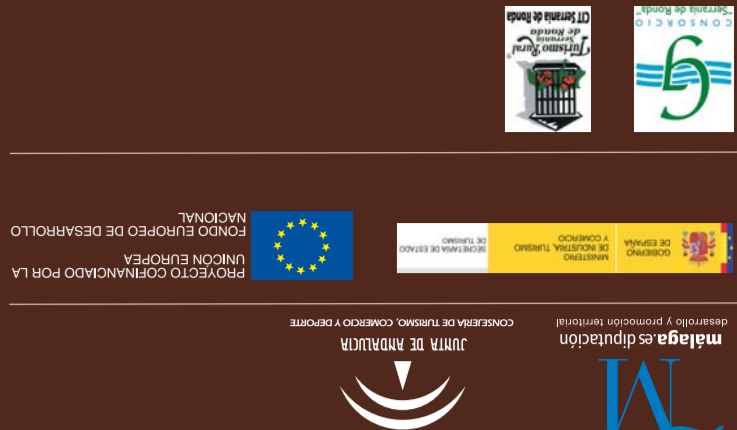 málaga.es diputación
desarrollo y promoción territorial
JUNTA DE ANDALUCIA
CONSEJERÍA DE TURISMO, COMERCIO Y DEPORTE
GOBIERNO
DE ESPAÑA
MINISTERIO
DE INDUSTRIA, TURISMO
Y COMERCIO
SECRETARÍA DE ESTADO
DE TURISMO
PROYECTO COFINANCIADO POR LA
UNICÓN EUROPEA
FONDO EUROPEO DE DESARROLLO
NACIONAL
CONSORCIO
Serranía de Ronda
Turismo Rural
Serranía
de Ronda
CIT Serranía de Ronda